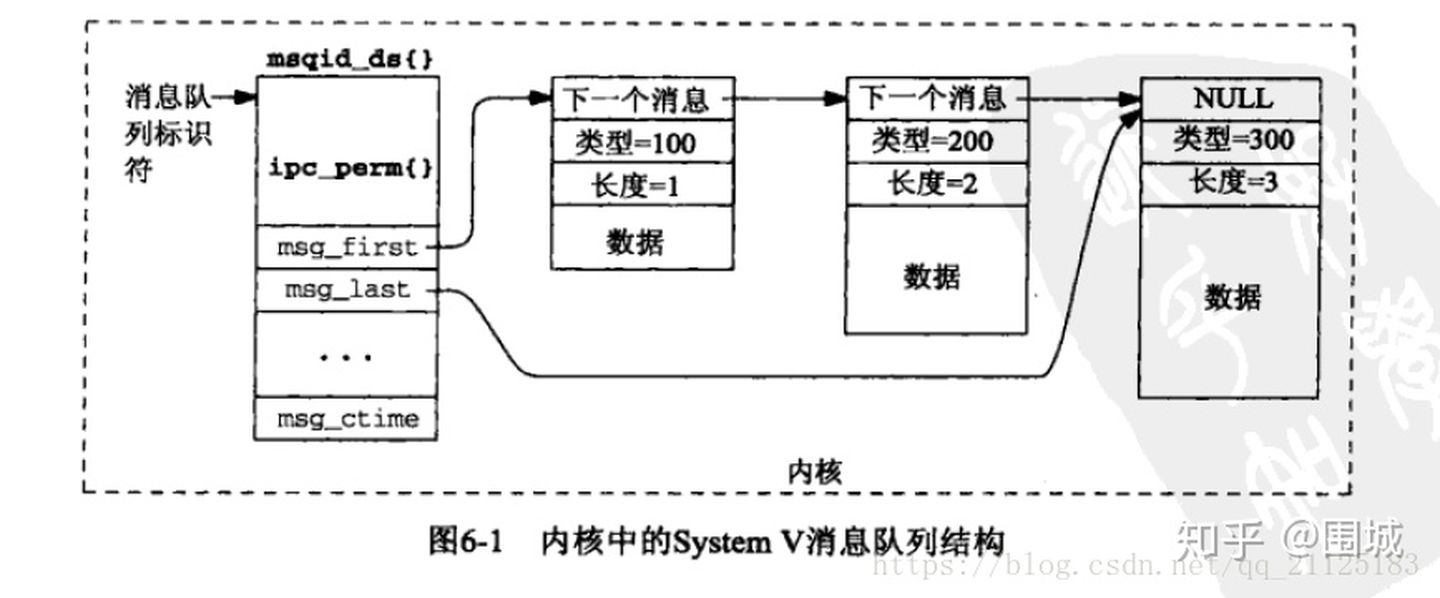 msqid_ds{}
消息队
列标识
符
ipc_perm{}
msg_first
msg_last
...
msg_ctime
下一个消息
类型=100
长度=1
数据
下一个消息
类型=200
长度=2
数据
NULL
类型=300
长度=3
数据
内核
图6-1 内核中的System V消息队列结构
知乎 @围城
https://blog.csdn.net/qq_21125183